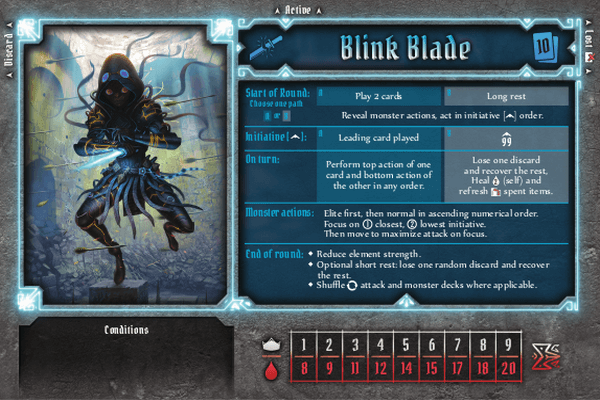 Active
Discard
Lost
Blink Blade
10
Start of Round:
Choose one path
or
Play 2 cards
Long rest
Reveal monster actions, act in initiative [ ] order.
Initiative [ ]:
Leading card played
99
On turn:
Perform top action of one
card and bottom action of
the other in any order.
Lose one discard
and recover the rest,
Heal (self) and
refresh spent items.
Monster actions:
Elite first, then normal in ascending numerical order.
Focus on ① closest, ② lowest initiative.
Then move to maximize attack on focus.
End of round:
◆ Reduce element strength.
◆ Optional short rest: lose one random discard and recover
the rest.
◆ Shuffle attack and monster decks where applicable.
Conditions
1 2 3 4 5 6 7 8 9
8 9 11 12 14 15 17 18 20